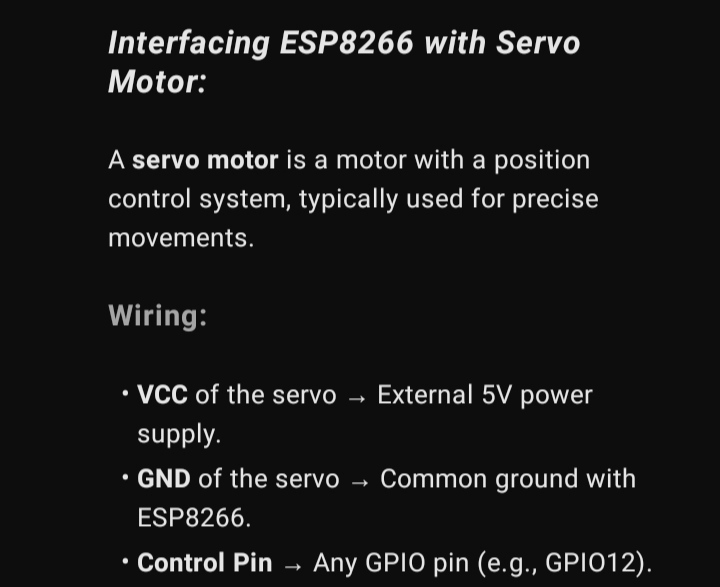 Interfacing ESP8266 with Servo
Motor:
A servo motor is a motor with a position
control system, typically used for precise
movements.
Wiring:
• VCC of the servo → External 5V power
supply.
• GND of the servo → Common ground with
ESP8266.
• Control Pin → Any GPIO pin (e.g., GPIO12).